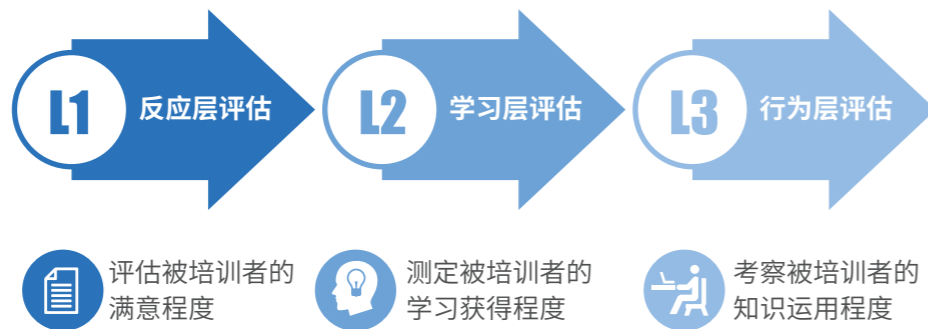 L1
反应层评估
L2
学习层评估
L3
行为层评估
评估被培训者的
满意程度
测定被培训者的
学习获得程度
考察被培训者的
知识运用程度